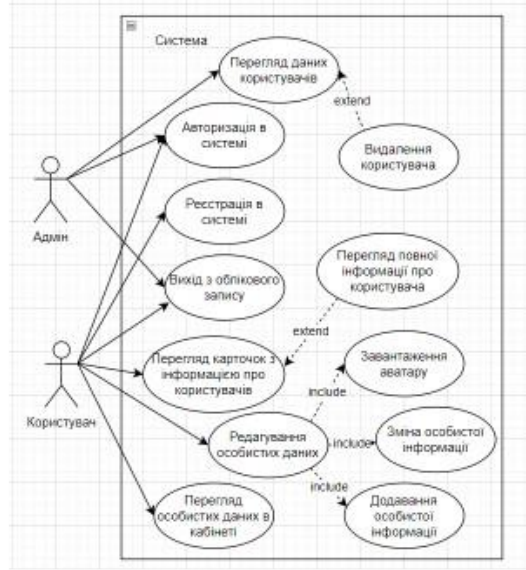 Система
Перегляд даних
користувачів
extend
Авторизація в
системі
Видалення
користувача
Адмін
Реєстрація в
системі
Перегляд повної
інформації про
користувача
Вихід з облікового
запису
extend
Перегляд карточок з
інформацією про
користувачів
Завантаження
аватару
include
Користувач
Редагування
особистих даних
include
Зміна особистої
інформації
include
Перегляд
особистих даних в
кабінеті
Додавання
особистої
інформації